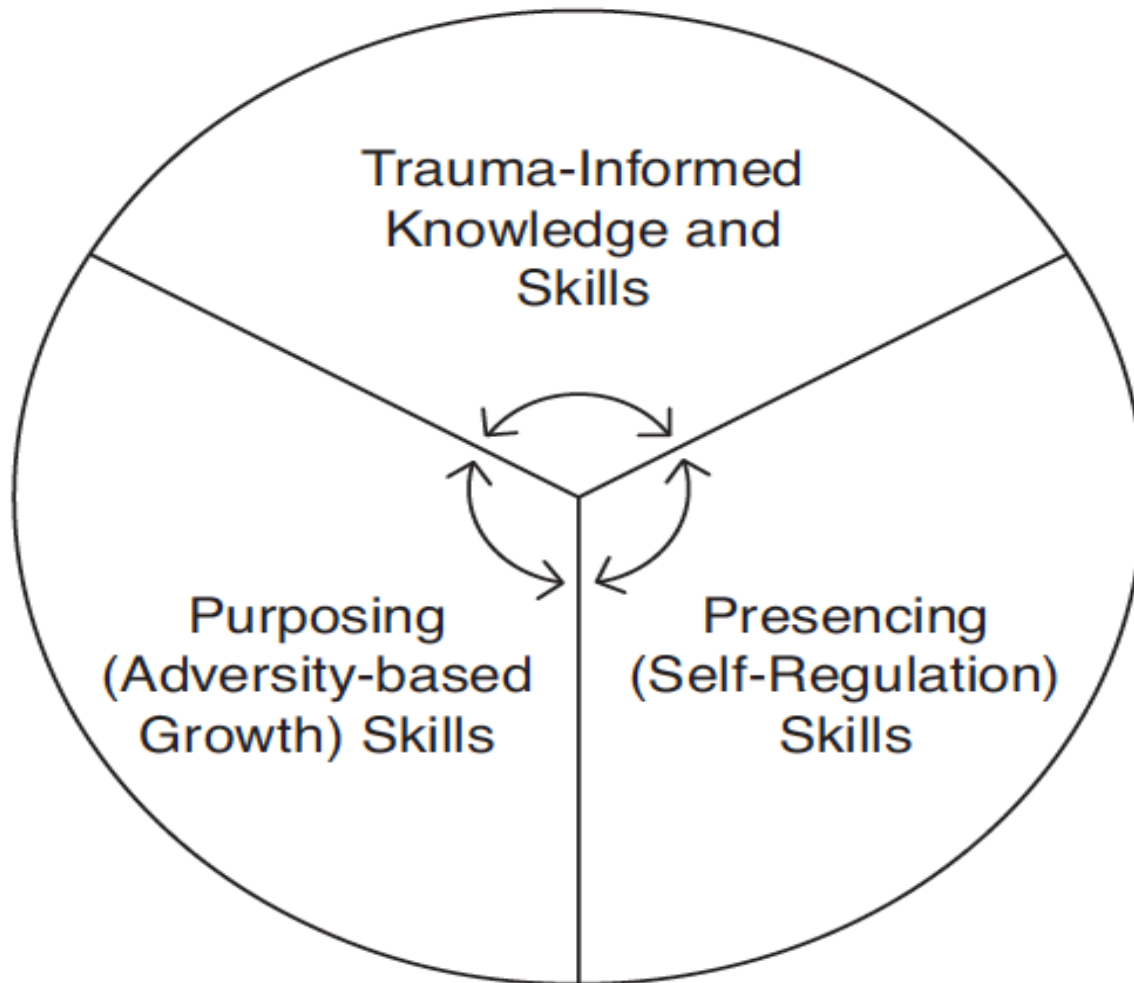 Trauma-Informed
Knowledge and
Skills
Purposing
(Adversity-based
Growth) Skills
Presencing
(Self-Regulation)
Skills